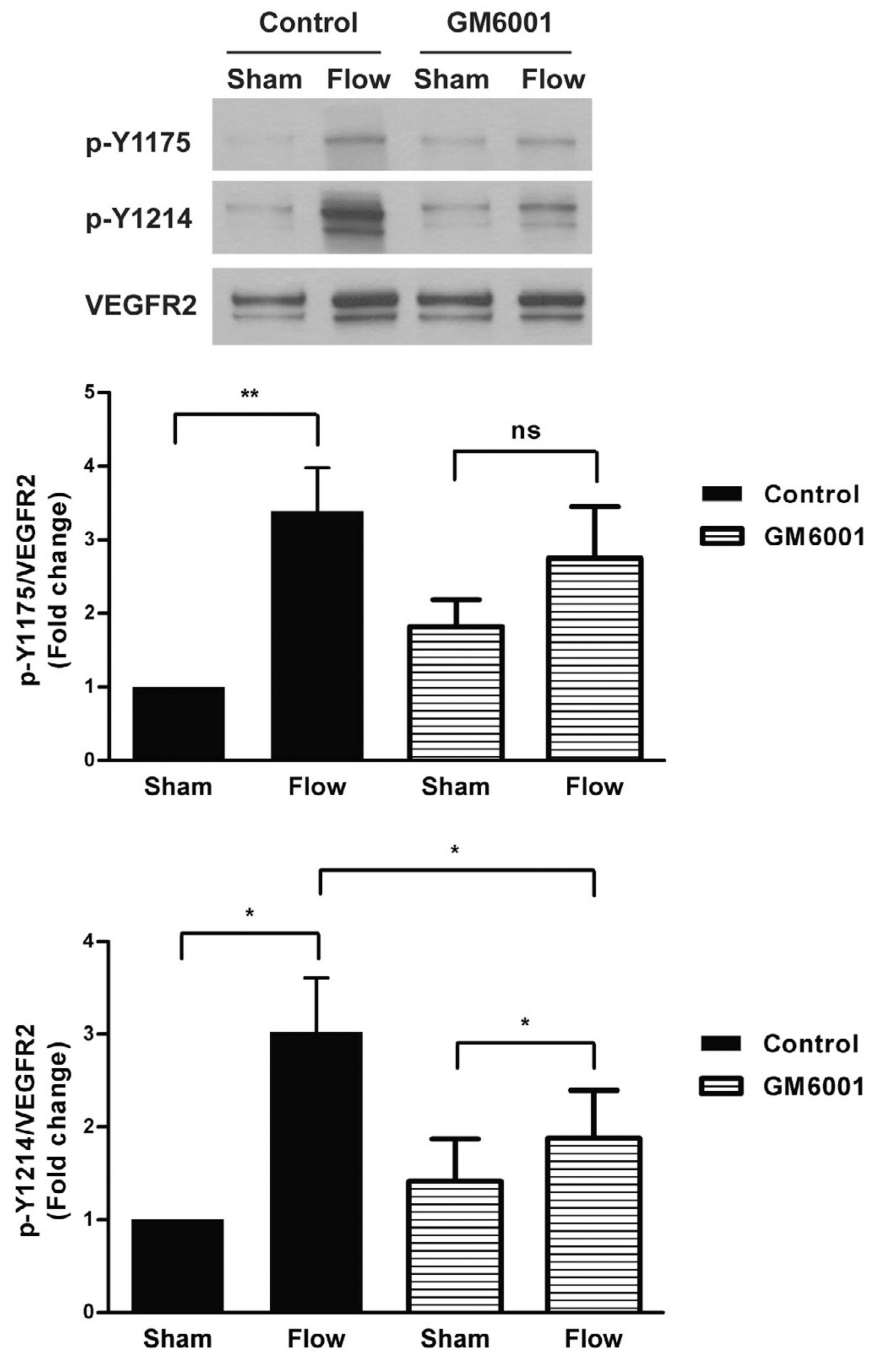 Control GM6001
Sham Flow Sham Flow
p-Y1175
p-Y1214
VEGFR2
5
4
3
2
1
0
p-Y1175/VEGFR2
(Fold change)
**
ns
Control
GM6001
Sham Flow Sham Flow
4
3
2
1
0
p-Y1214/VEGFR2
(Fold change)
*
*
*
Control
GM6001
Sham Flow Sham Flow